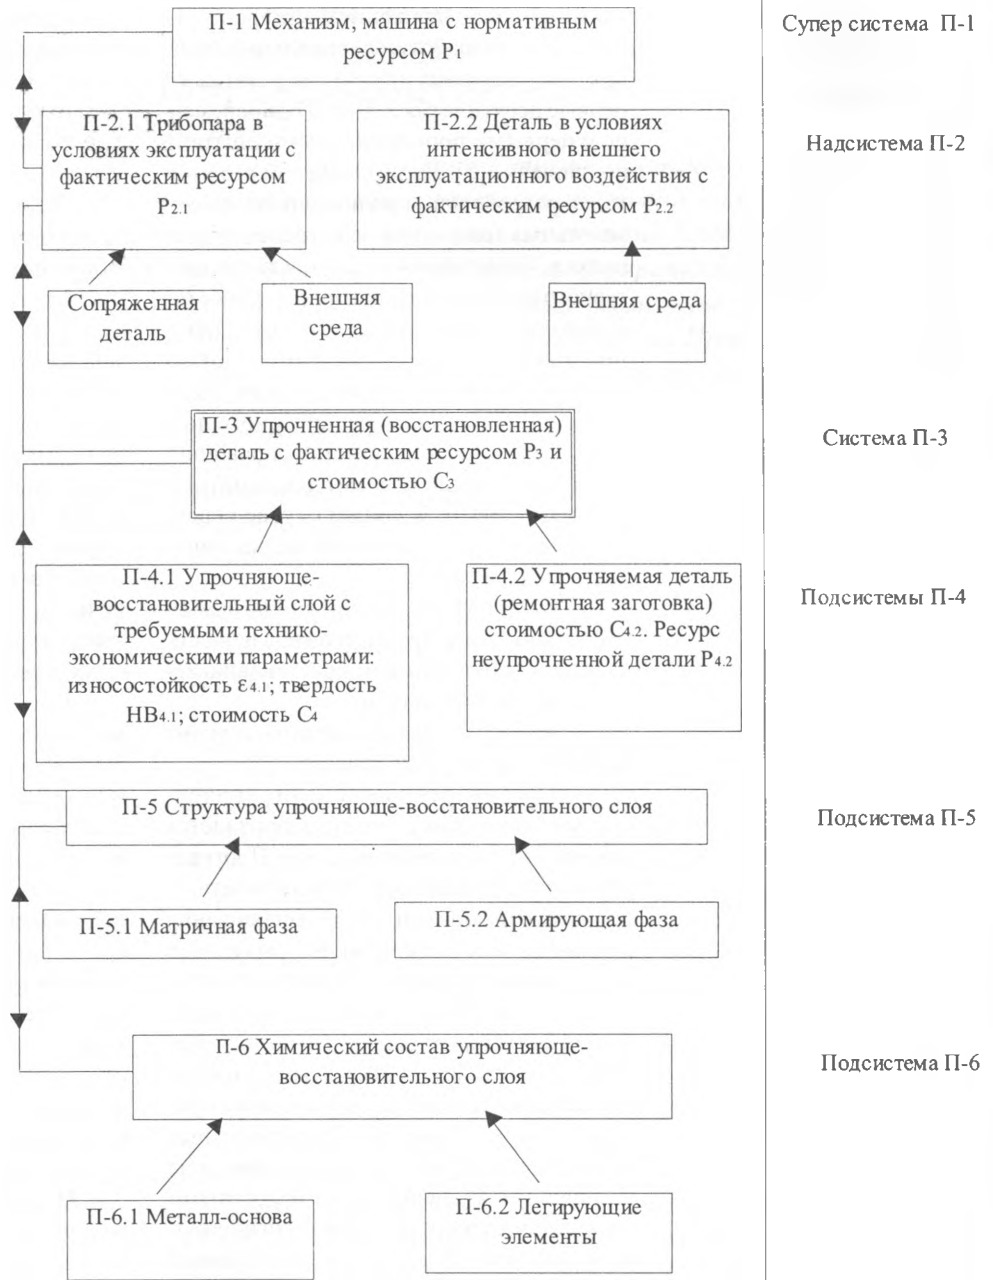 П-1 Механизм, машина с нормативным
ресурсом Р1
Супер система П-1
П-2.1 Трибопара в
условиях эксплуатации с
фактическим ресурсом
Р2.1
П-2.2 Деталь в условиях
интенсивного внешнего
эксплуатационного воздействия с
фактическим ресурсом Р2.2
Надсистема П-2
Сопряженная
деталь
Внешняя
среда
Внешняя среда
П-3 Упрочненная (восстановленная)
деталь с фактическим ресурсом Р3 и
стоимостью С3
Система П-3
П-4.1 Упрочняюще-
восстановительный слой с
требуемыми технико-
экономическими параметрами:
износостойкость ε4.1; твердость
НВ4.1; стоимость С4
П-4.2 Упрочняемая деталь
(ремонтная заготовка)
стоимостью С4.2. Ресурс
неупрочненной детали Р4.2
Подсистемы П-4
П-5 Структура упрочняюще-восстановительного слоя
Подсистема П-5
П-5.1 Матричная фаза
П-5.2 Армирующая фаза
П-6 Химический состав упрочняюще-
восстановительного слоя
Подсистема П-6
П-6.1 Металл-основа
П-6.2 Легирующие
элементы